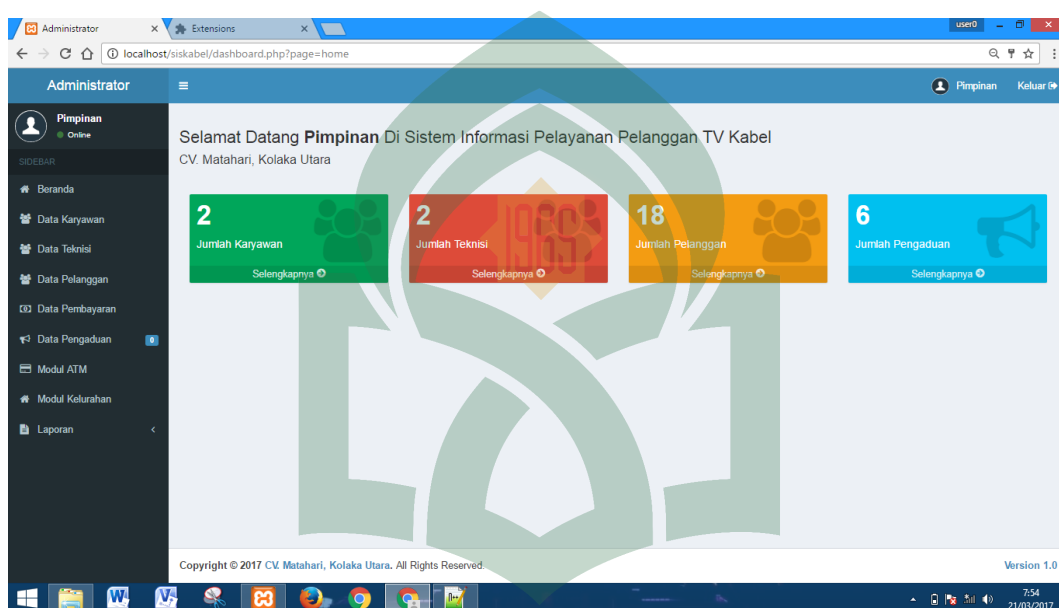 Administrator
Extensions
user0
localhost/siskabel/dashboard.php?page=home
Administrator
Pimpinan
Keluar
Pimpinan
Online
SIDEBAR
Beranda
Data Karyawan
Data Teknisi
Data Pelanggan
Data Pembayaran
Data Pengaduan 0
Modul ATM
Modul Kelurahan
Laporan
Selamat Datang Pimpinan Di Sistem Informasi Pelayanan Pelanggan TV Kabel
CV. Matahari, Kolaka Utara
2
Jumlah Karyawan
Selengkapnya
2
Jumlah Teknisi
Selengkapnya
18
Jumlah Pelanggan
Selengkapnya
6
Jumlah Pengaduan
Selengkapnya
1965
Copyright © 2017 CV. Matahari, Kolaka Utara. All Rights Reserved.
Version 1.0
7:54
21/03/2017